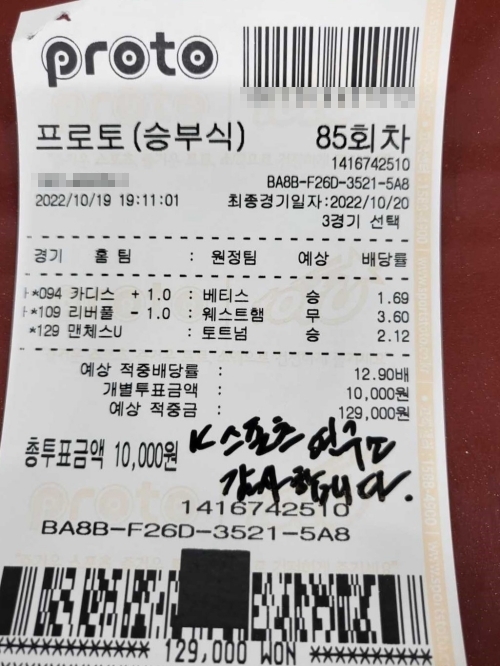 proto
프로토(승부식) 85회차
1416742510
BA8B-F26D-3521-5A8
2022/10/19 19:11:01 최종경기일자:2022/10/20
3경기 선택
경기 홈 팀 : 원정팀 예상 배당률
*094 카디스 + 1.0 : 베티스 승 1.69
*109 리버풀 - 1.0 : 웨스트햄 무 3.60
*129 맨체스U : 토트넘 승 2.12
예상 적중배당률 : 12.90배
개별투표금액 : 10,000원
예상 적중금 : 129,000원
총투표금액 10,000원
K스포츠
감사합니다.
1416742510
BA8B-F26D-3521-5A8
*********** 129,000 WON ***********